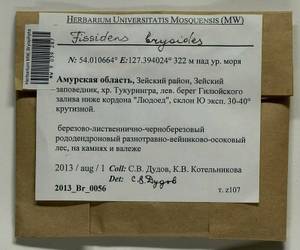 HERBARIUM UNIVERSITATIS MOSQUENSIS (MW)
Fissidens bryoides
N: 54.010664° E:127.394024° 322 м над ур. моря
Амурская область, Зейский район, Зейский
заповедник, хр. Тукурингра, лев. берег Гилюйского
залива ниже кордона "Людоед", склон Ю эксп. 30-40°
крутизной.
березово-лиственнично-черноберезовый
рододендроновый разнотравно-вейниково-осоковый
лес, на камнях и валеже
2013 / aug / 1 Coll: С.В. Дудов, К.В. Котельникова
Det: С.В. Дудов
2013_Br_0056 т. z107